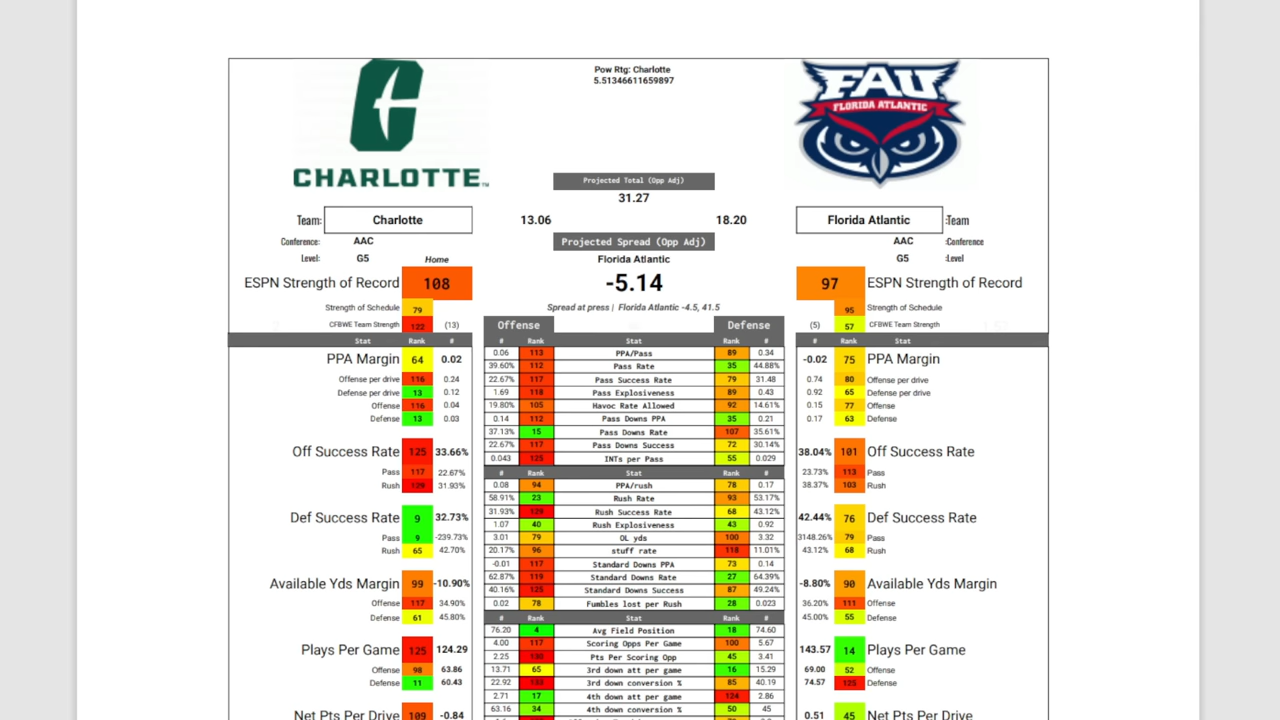 Pow Rtg: Charlotte
5.51346611659897
CHARLOTTE
TM
FAU
FLORIDA ATLANTIC
Projected Total (Opp Adj)
31.27
Team: Charlotte 13.06 18.20 Florida Atlantic :Team
Conference: AAC Projected Spread (Opp Adj) AAC :Conference
Level: G5 Home Florida Atlantic G5 :Level
ESPN Strength of Record 108 -5.14 97 ESPN Strength of Record
Strength of Schedule 79 Spread at press | Florida Atlantic -4.5, 41.5 95 Strength of Schedule
CFBWE Team Strength 122 (13) Offense Defense (5) 57 CFBWE Team Strength
Stat Rank # # Rank Stat Rank # # Rank Stat
PPA Margin 64 0.02 -0.02 75 PPA Margin
Offense per drive 116 0.24 0.74 80 Offense per drive
Defense per drive 13 0.12 0.92 65 Defense per drive
Offense 116 0.04 0.15 77 Offense
Defense 13 0.03 0.17 63 Defense
0.06 113 PPA/Pass 89 0.34
39.60% 112 Pass Rate 35 44.88%
22.67% 117 Pass Success Rate 79 31.48
1.69 118 Pass Explosiveness 89 0.43
19.80% 105 Havoc Rate Allowed 92 14.61%
0.14 112 Pass Downs PPA 35 0.21
37.13% 15 Pass Downs Rate 107 35.61%
22.67% 117 Pass Downs Success 72 30.14%
0.043 125 INTs per Pass 55 0.029
Off Success Rate 125 33.66% 38.04% 101 Off Success Rate
Pass 117 22.67% 23.73% 113 Pass
Rush 129 31.93% 38.37% 103 Rush
# Rank Stat Rank #
0.08 94 PPA/rush 78 0.17
58.91% 23 Rush Rate 93 53.17%
31.93% 129 Rush Success Rate 68 43.12%
1.07 40 Rush Explosiveness 43 0.92
3.01 79 OL yds 100 3.32
20.17% 96 stuff rate 118 11.01%
-0.01 117 Standard Downs PPA 73 0.14
62.87% 119 Standard Downs Rate 27 64.39%
40.16% 125 Standard Downs Success 87 49.24%
0.02 78 Fumbles lost per Rush 28 0.023
Def Success Rate 9 32.73% 42.44% 76 Def Success Rate
Pass 9 -239.73% 3148.26% 79 Pass
Rush 65 42.70% 43.12% 68 Rush
Available Yds Margin 99 -10.90% -8.80% 90 Available Yds Margin
Offense 117 34.90% 36.20% 111 Offense
Defense 61 45.80% 45.00% 55 Defense
# Rank Stat Rank #
76.20 4 Avg Field Position 18 74.60
4.00 117 Scoring Opps Per Game 100 5.67
2.25 Pts Per Scoring Opp 45 3.41
13.71 65 3rd down att per game 16 15.29
22.92 3rd down conversion % 85 40.19
2.71 17 4th down att per game 124 2.86
63.16 34 4th down conversion % 50 45
Plays Per Game 125 124.29 143.57 14 Plays Per Game
Offense 98 63.86 69.00 52 Offense
Defense 11 60.43 74.57 125 Defense
Net Pts Per Drive 109 -0.84 0.51 45 Net Pts Per Drive